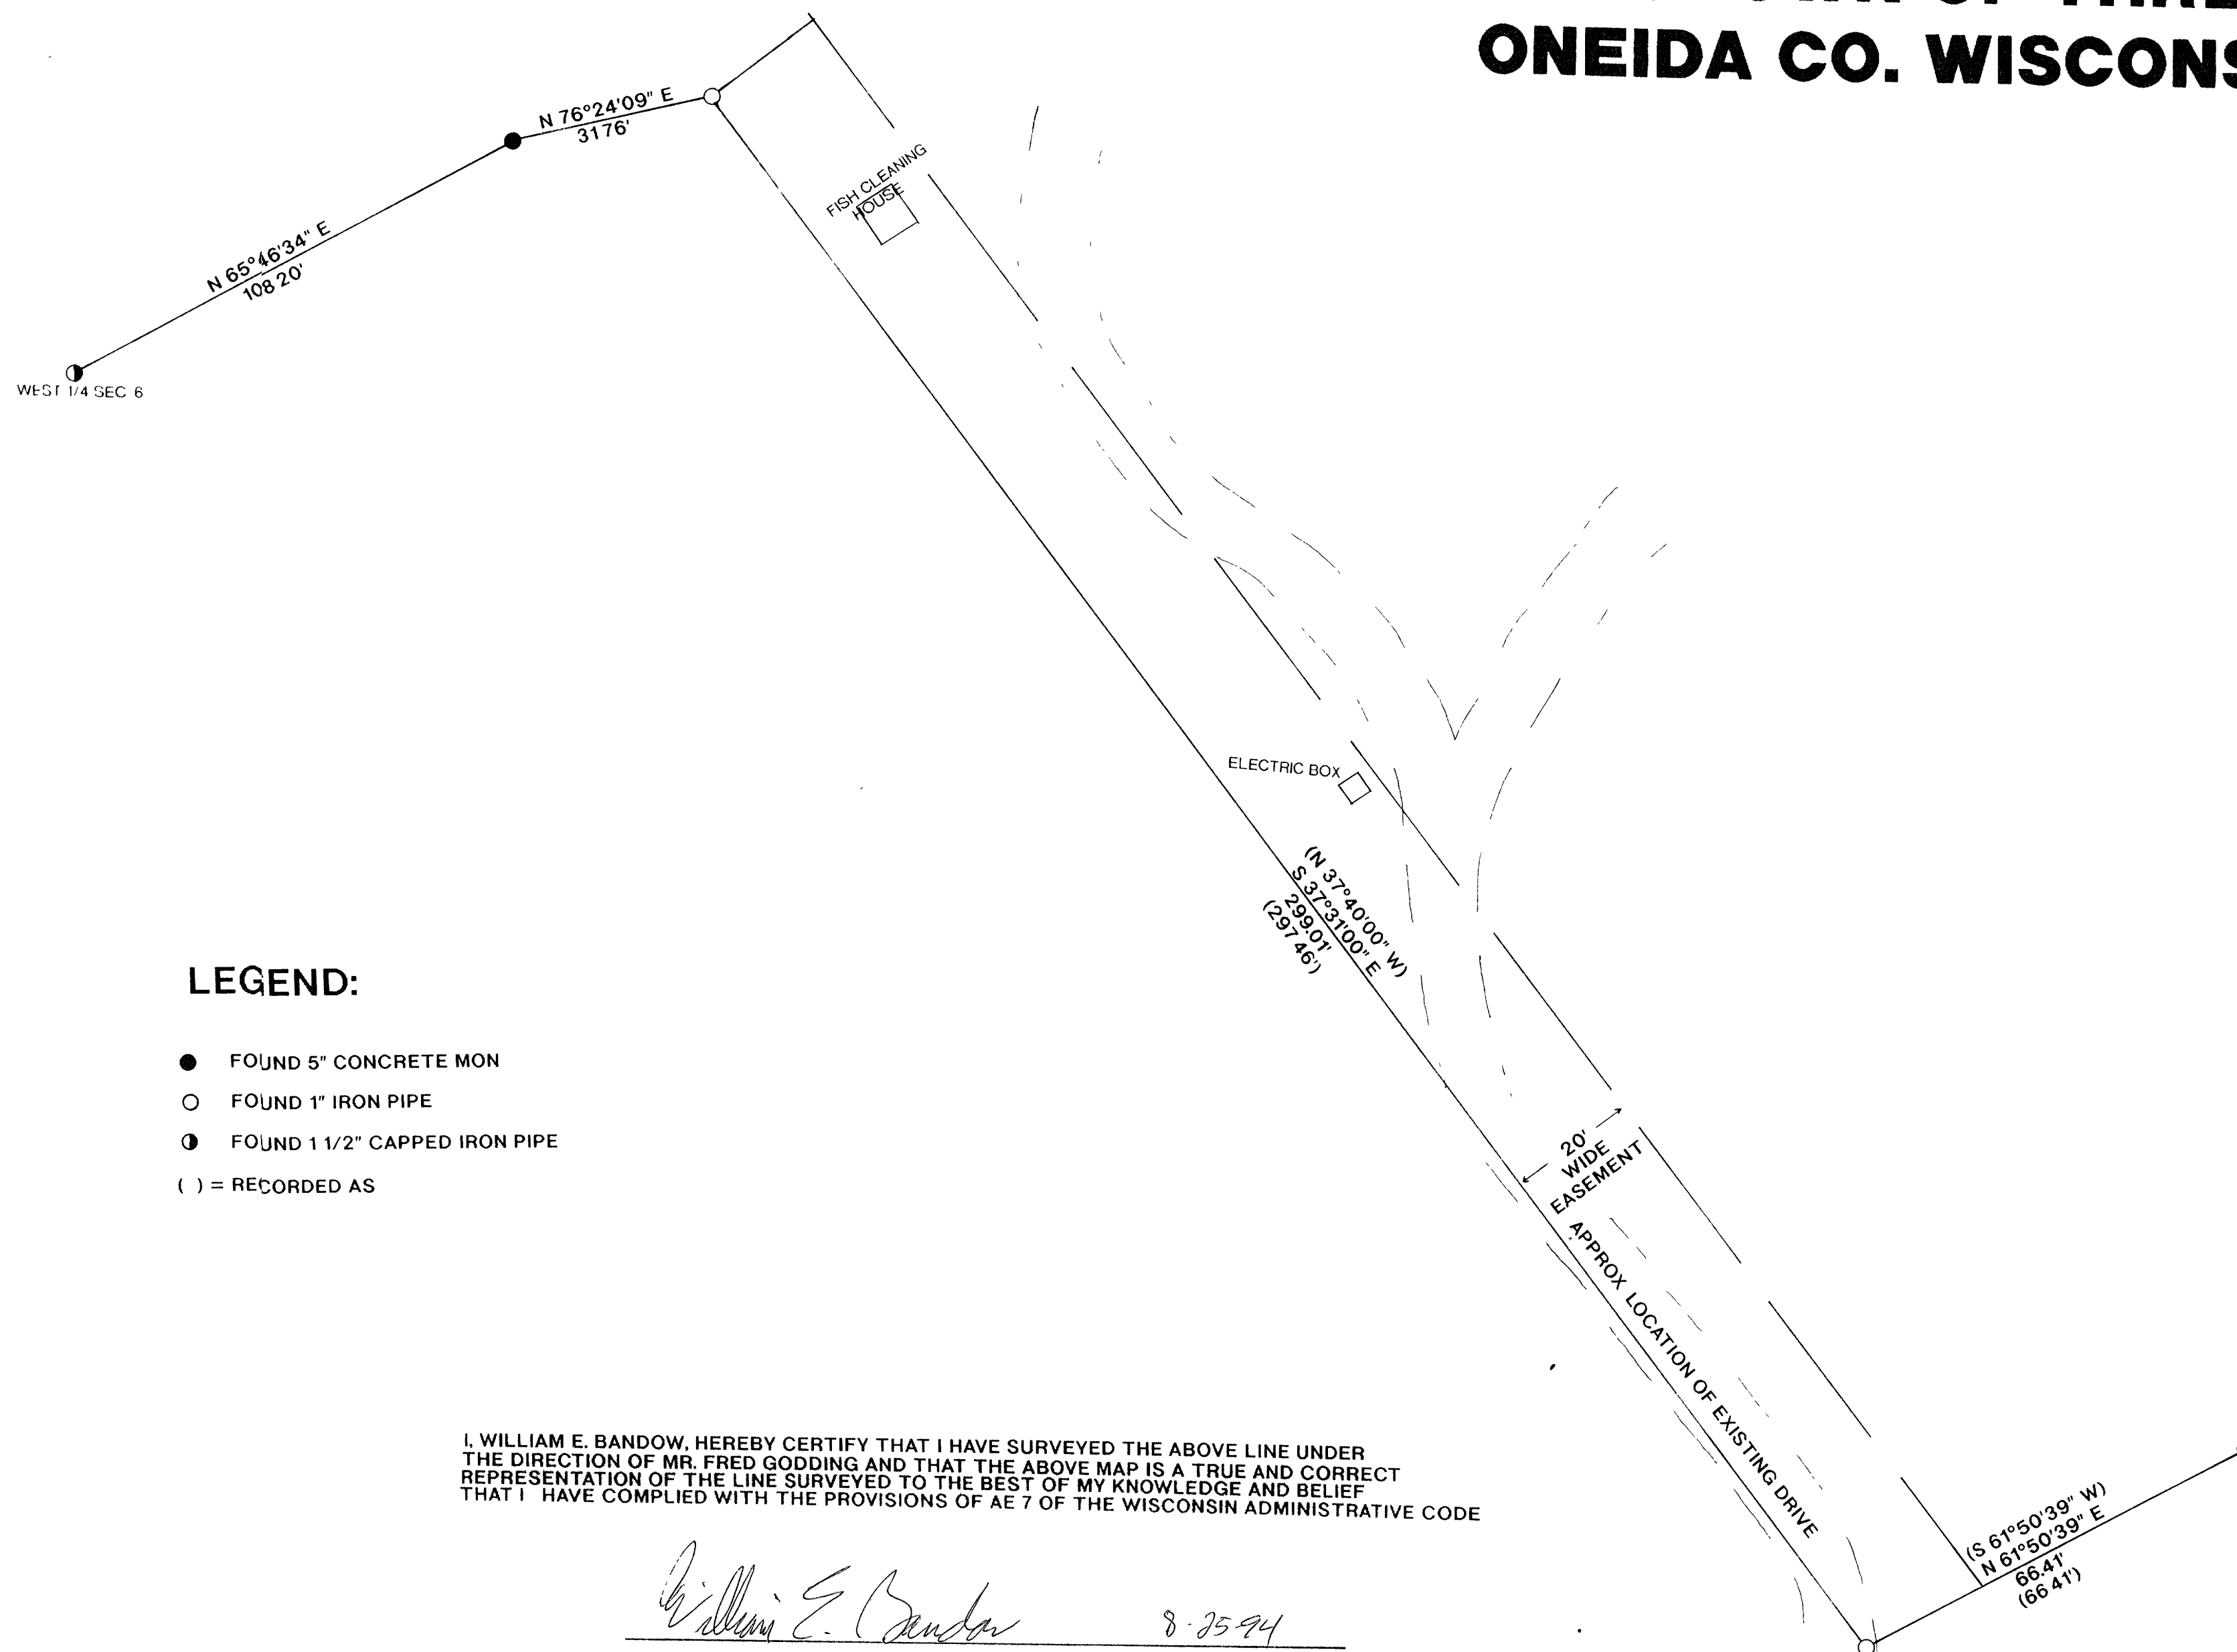 ONEIDA CO. WISCONS
N 76°24'09" E
3176'
FISH CLEANING
HOUSE
N 65°46'34" E
108 20'
WEST 1/4 SEC 6
ELECTRIC BOX
(N 37°40'00" W)
S 37°31'00" E
299.01'
(297 46')
LEGEND:
FOUND 5" CONCRETE MON
FOUND 1" IRON PIPE
FOUND 1 1/2" CAPPED IRON PIPE
( ) = RECORDED AS
20'
WIDE
EASEMENT
APPROX LOCATION OF EXISTING DRIVE
(S 61°50'39" W)
N 61°50'39" E
66.41'
(66 41')
I, WILLIAM E. BANDOW, HEREBY CERTIFY THAT I HAVE SURVEYED THE ABOVE LINE UNDER
THE DIRECTION OF MR. FRED GODDING AND THAT THE ABOVE MAP IS A TRUE AND CORRECT
REPRESENTATION OF THE LINE SURVEYED TO THE BEST OF MY KNOWLEDGE AND BELIEF
THAT I HAVE COMPLIED WITH THE PROVISIONS OF AE 7 OF THE WISCONSIN ADMINISTRATIVE CODE
William E. Bandow 8-25-94